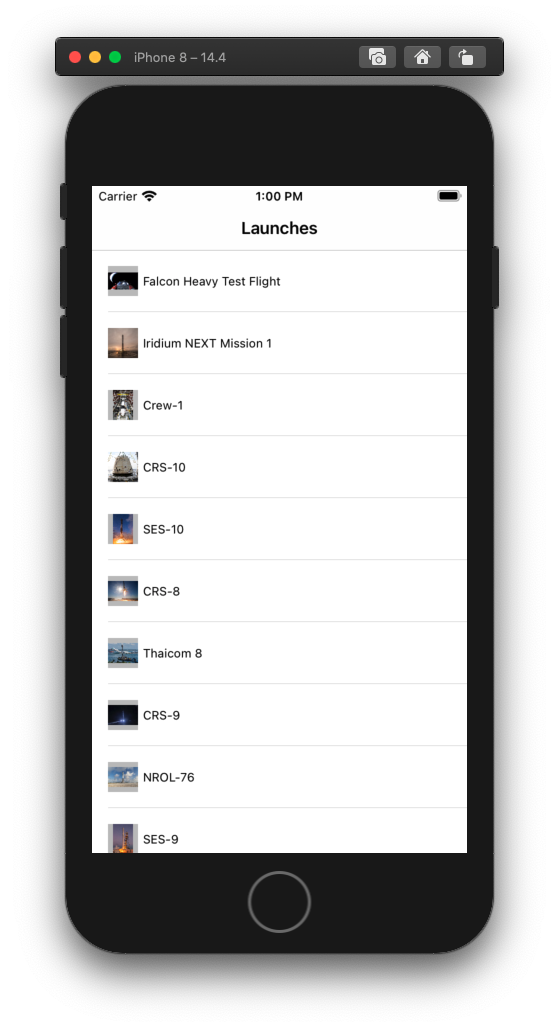 iPhone 8 – 14.4
Carrier 1:00 PM
Launches
Falcon Heavy Test Flight
Iridium NEXT Mission 1
Crew-1
CRS-10
SES-10
CRS-8
Thaicom 8
CRS-9
NROL-76
SES-9